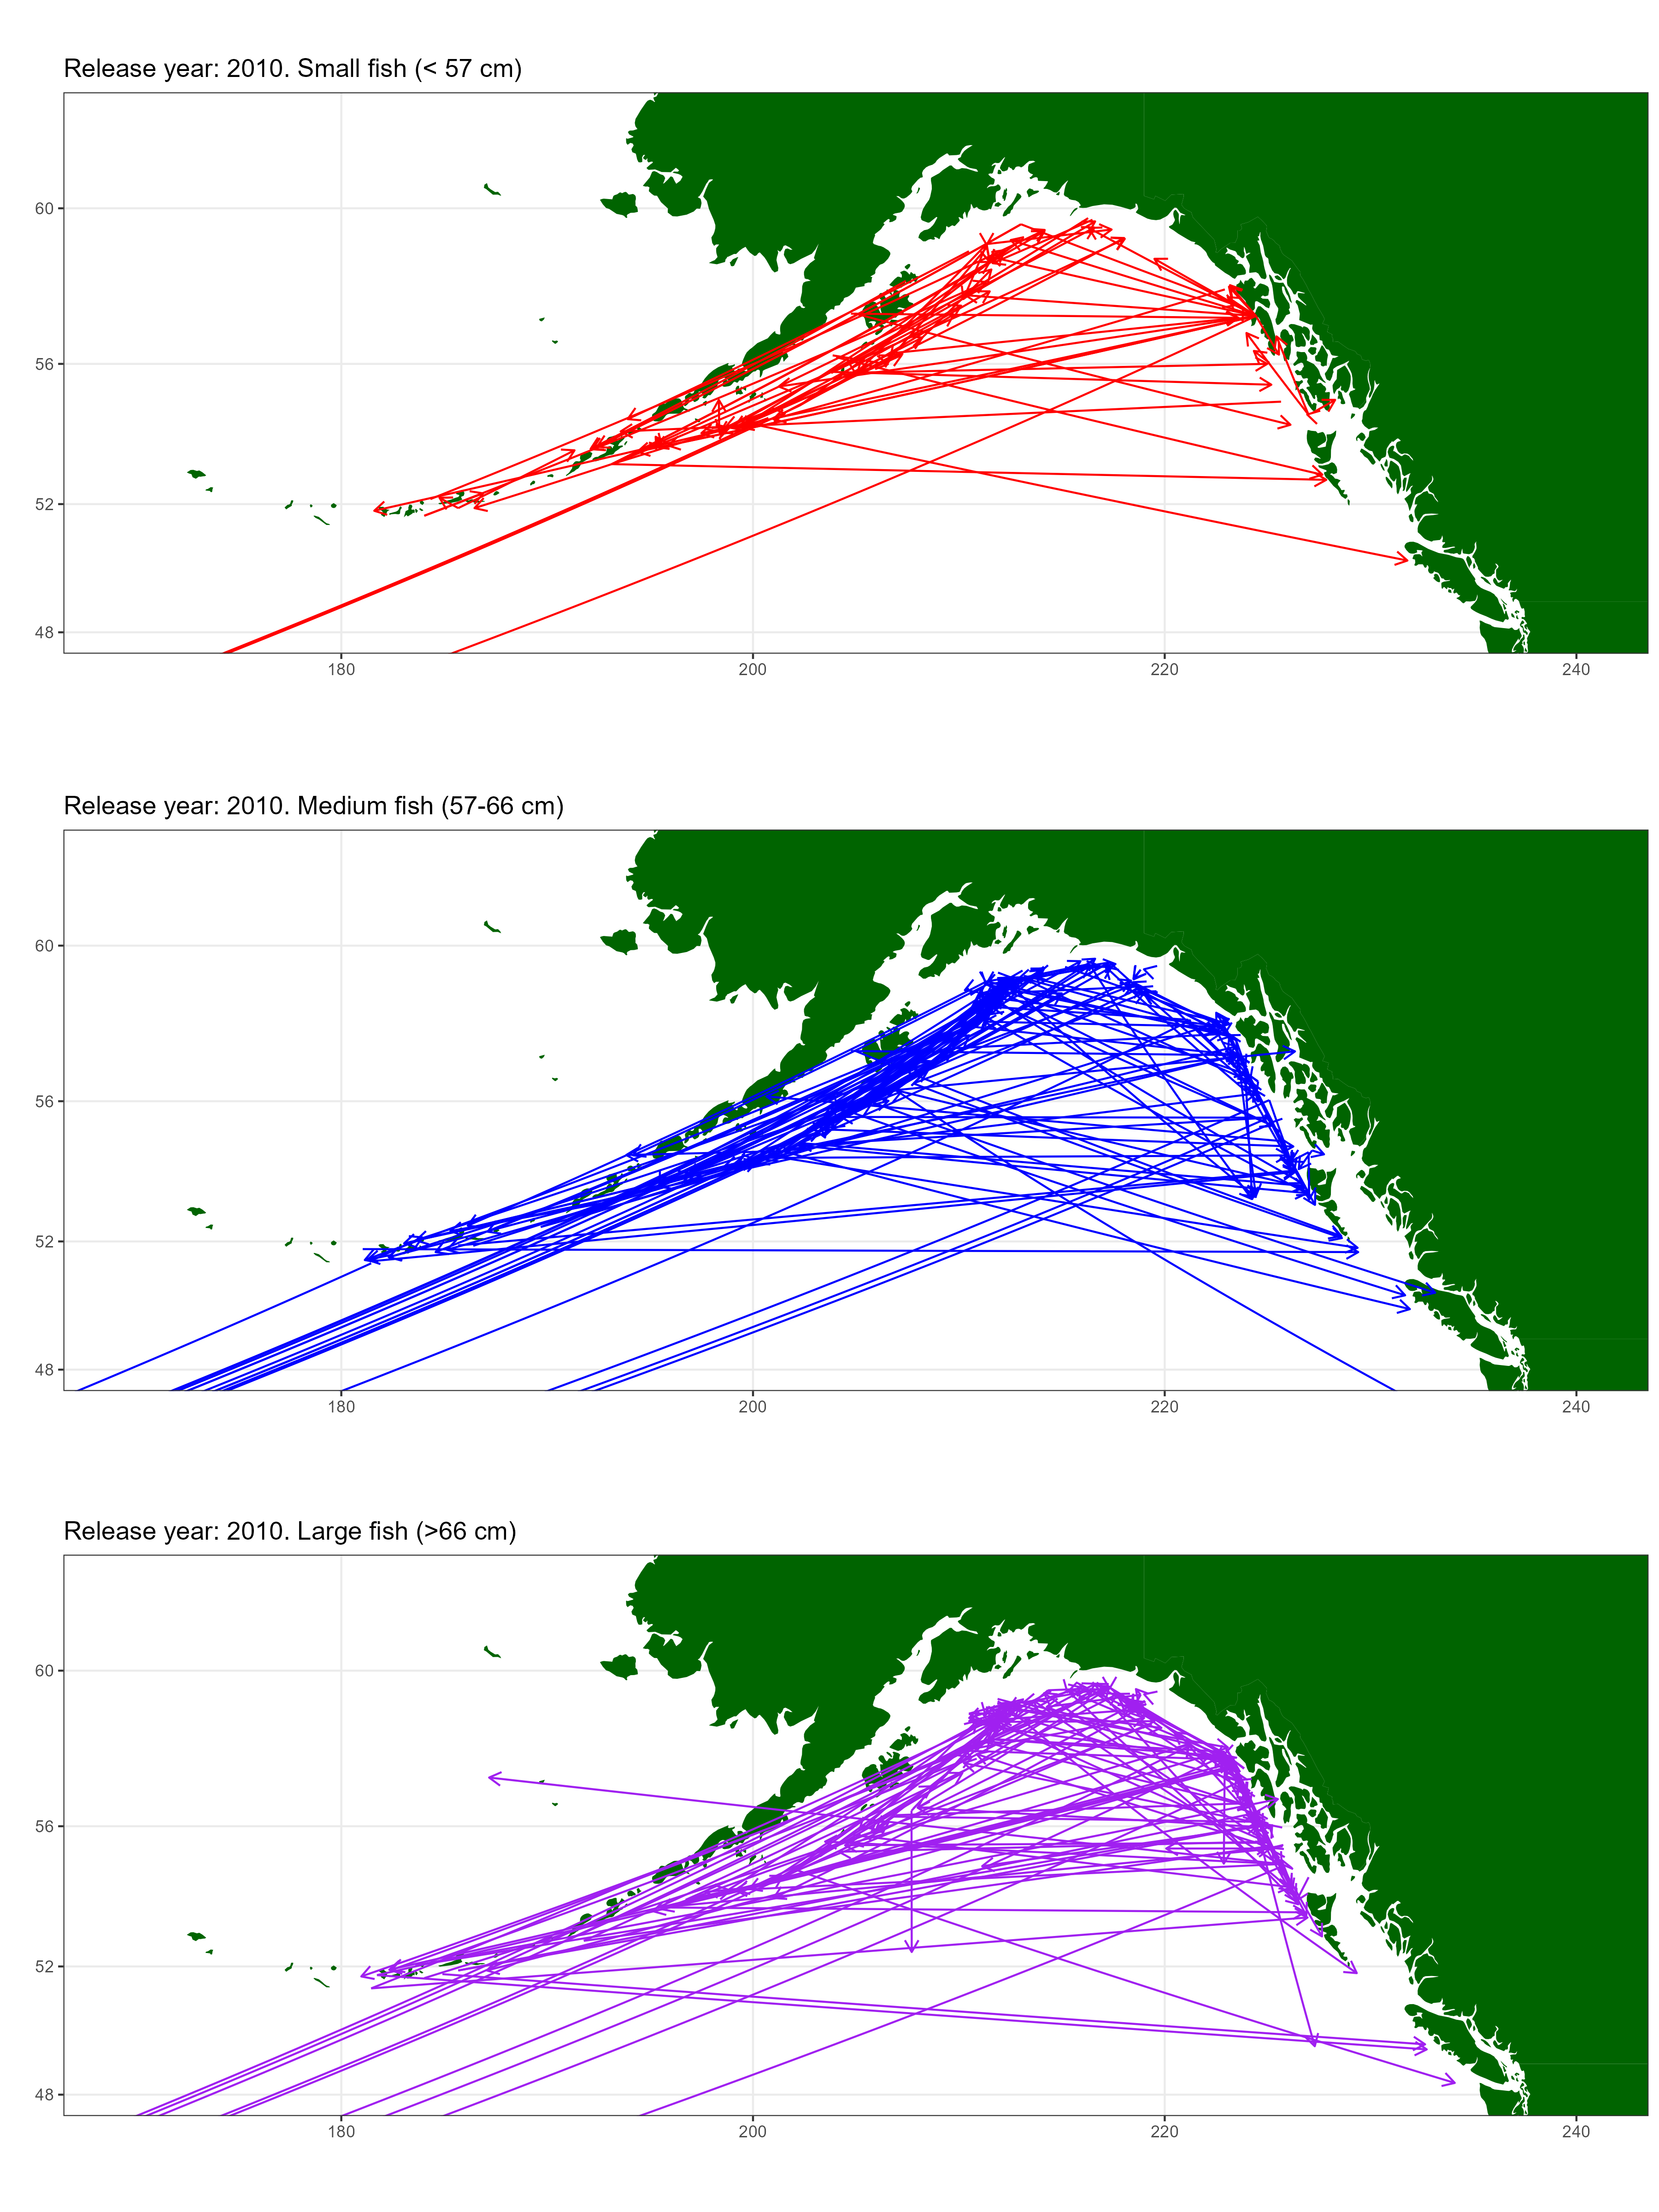 Release year: 2010. Small fish (< 57 cm)
60
56
52
48
180 200 220 240
Release year: 2010. Medium fish (57-66 cm)
60
56
52
48
180 200 220 240
Release year: 2010. Large fish (>66 cm)
60
56
52
48
180 200 220 240